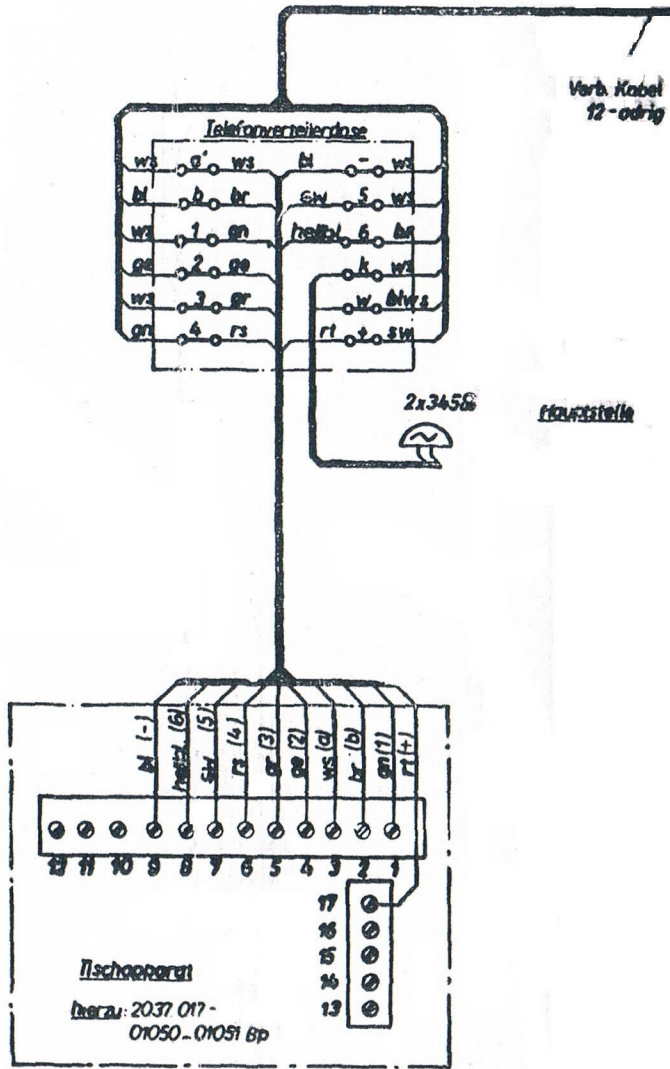 Verb. Kabel
12-adrig
Telefonverteilerdose
ws a' ws bl - ws
bl b br sw 5 ws
ws 1 gn hellbl 6 br
ge 2 ge k ws
ws 3 gr w blws
gn 4 rs rt + sw
2x3458
Hauptstelle
bl (-)
hellbl. (6)
sw (5)
rs (4)
gr (3)
ge (2)
ws (a)
br (b)
gn (1)
rt (+)
12 11 10 9 8 7 6 5 4 3 2 1
17
16
15
14
13
Tischapparat
hierzu: 2037. 017-
01050-01051 Bp